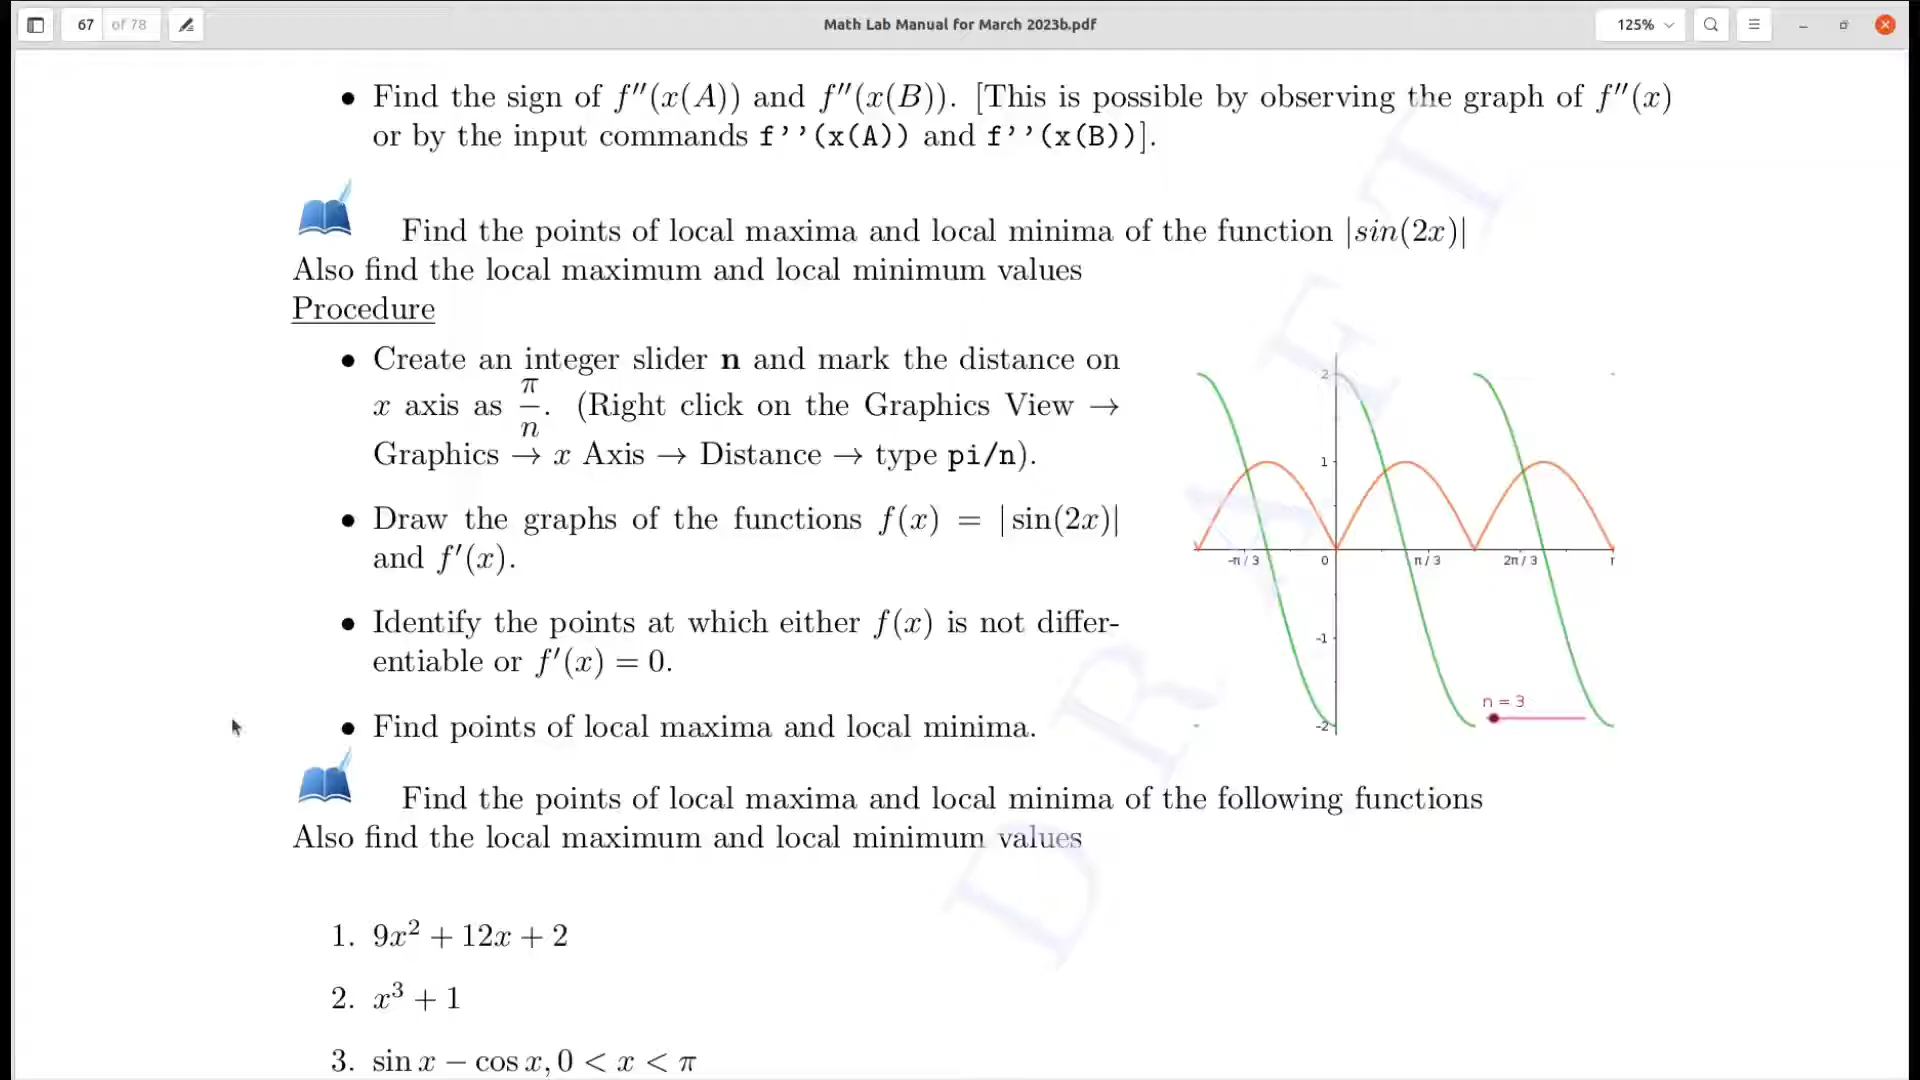 67 of 78
Math Lab Manual for March 2023b.pdf
125%
• Find the sign of f′′(x(A)) and f′′(x(B)). [This is possible by observing the graph of f′′(x)
or by the input commands f’’(x(A)) and f’’(x(B))].
Find the points of local maxima and local minima of the function |sin(2x)|
Also find the local maximum and local minimum values
Procedure
• Create an integer slider n and mark the distance on
x axis as π/n. (Right click on the Graphics View →
Graphics → x Axis → Distance → type pi/n).
• Draw the graphs of the functions f(x) = |sin(2x)|
and f′(x).
• Identify the points at which either f(x) is not differ-
entiable or f′(x) = 0.
• Find points of local maxima and local minima.
2
1
-π / 3 0 π / 3 2π / 3
-1
n = 3
-2
Find the points of local maxima and local minima of the following functions
Also find the local maximum and local minimum values
1. 9x² + 12x + 2
2. x³ + 1
3. sin x − cos x, 0 < x < π
DRAFT